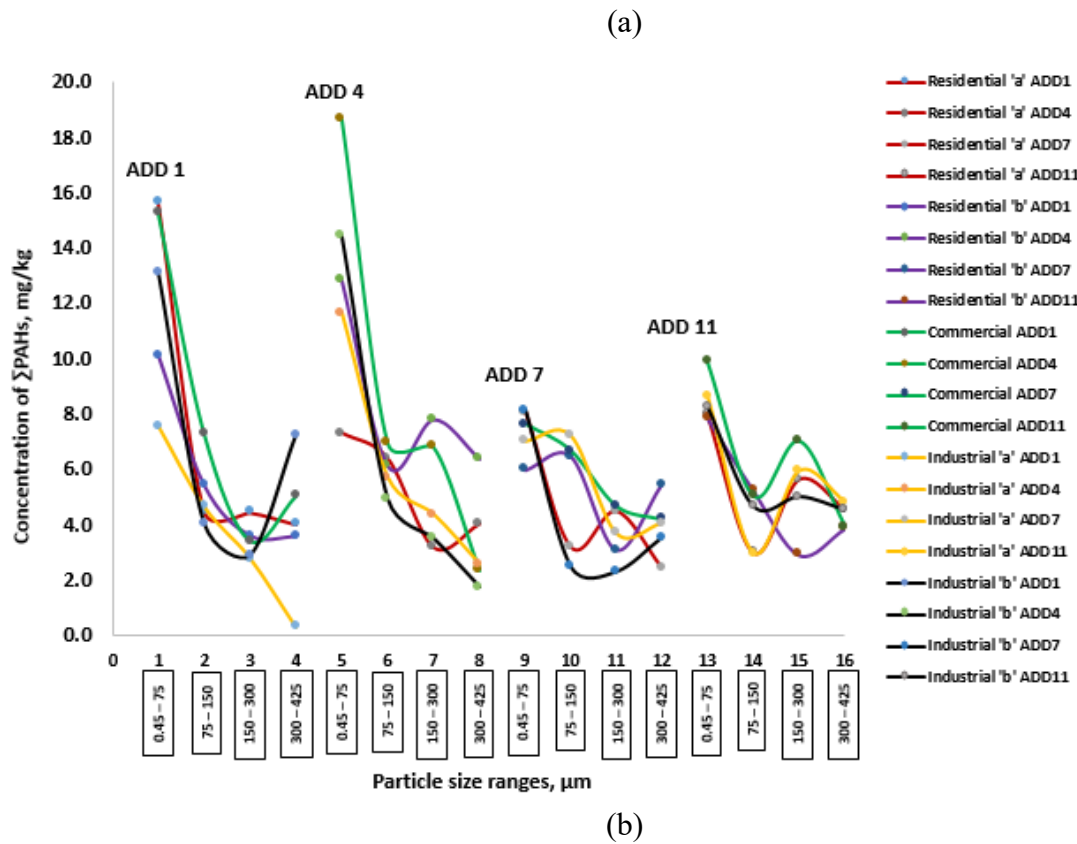 (a)
20.0
18.0
16.0
14.0
12.0
10.0
8.0
6.0
4.0
2.0
0.0
Concentration of ∑PAHs, mg/kg
ADD 1
ADD 4
ADD 7
ADD 11
0 1 2 3 4 5 6 7 8 9 10 11 12 13 14 15 16
0.45 – 75
75 – 150
150 – 300
300 – 425
0.45 – 75
75 – 150
150 – 300
300 – 425
0.45 – 75
75 – 150
150 – 300
300 – 425
0.45 – 75
75 – 150
150 – 300
300 – 425
Particle size ranges, µm
Residential 'a' ADD1
Residential 'a' ADD4
Residential 'a' ADD7
Residential 'a' ADD11
Residential 'b' ADD1
Residential 'b' ADD4
Residential 'b' ADD7
Residential 'b' ADD11
Commercial ADD1
Commercial ADD4
Commercial ADD7
Commercial ADD11
Industrial 'a' ADD1
Industrial 'a' ADD4
Industrial 'a' ADD7
Industrial 'a' ADD11
Industrial 'b' ADD1
Industrial 'b' ADD4
Industrial 'b' ADD7
Industrial 'b' ADD11
(b)